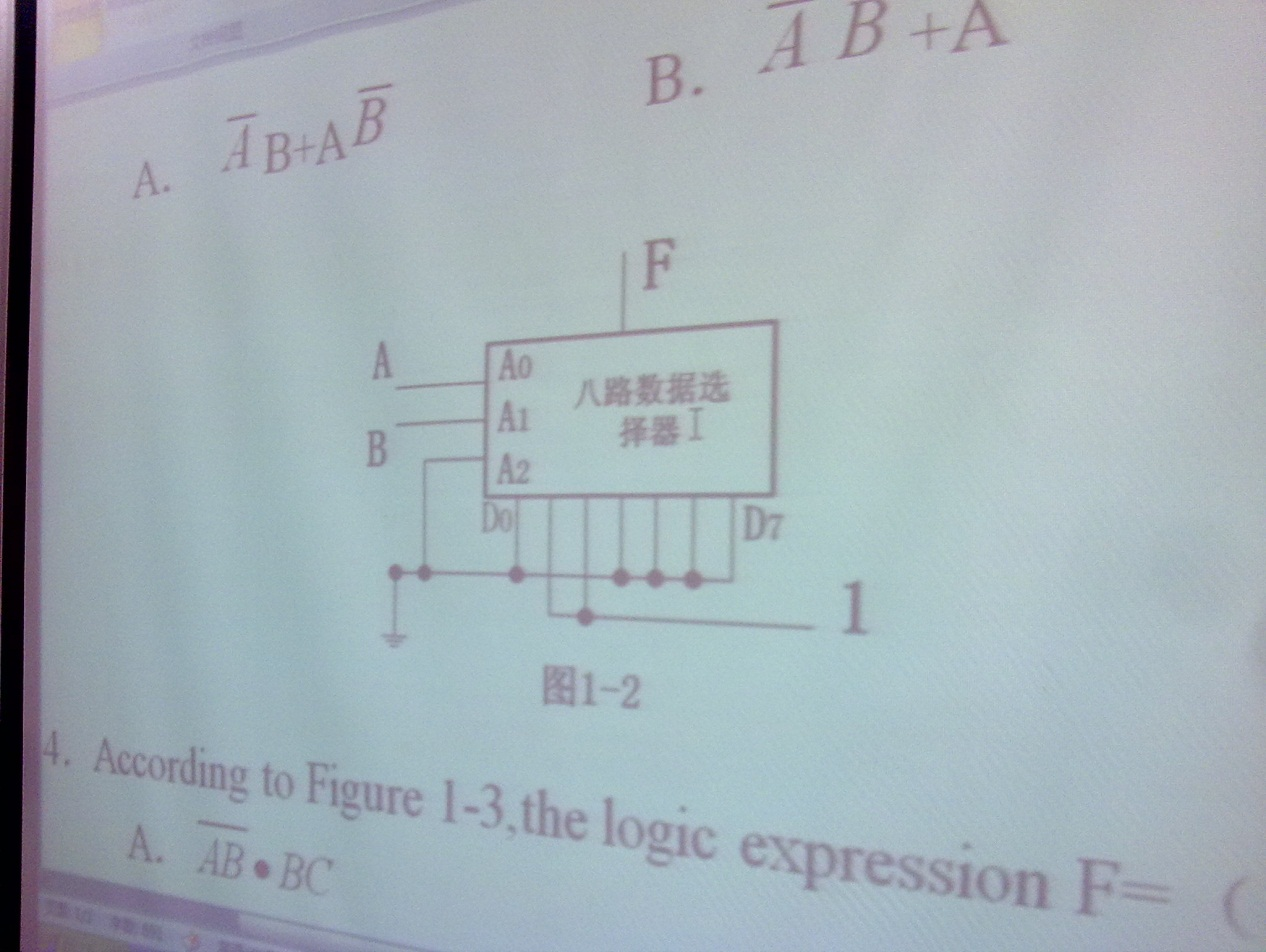 A. A̅ B+A B̅
B. A̅ B +A
F
A
B
A0
A1
A2
八路数据选
择器
D0
D7
1
图1-2
4. According to Figure 1-3,the logic expression F= (
A. A̅B̅ • BC